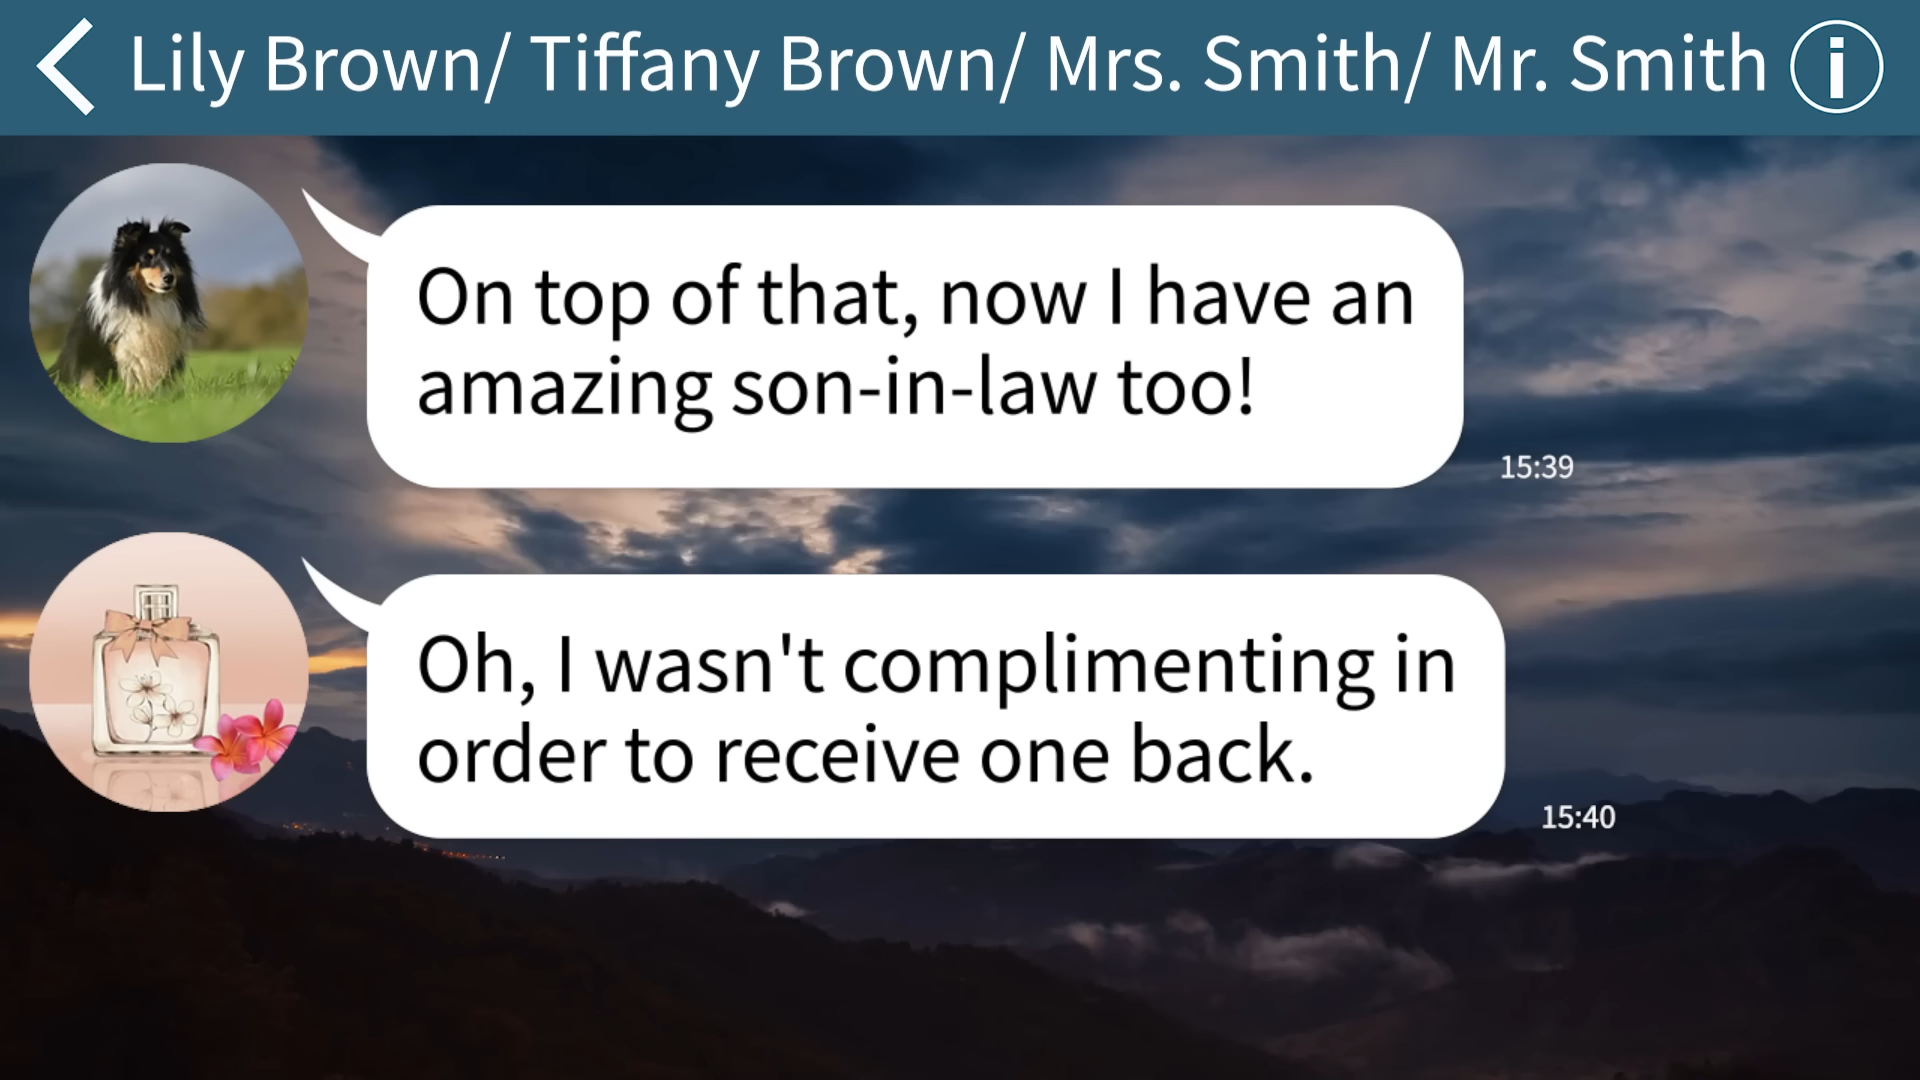 Lily Brown/ Tiffany Brown/ Mrs. Smith/ Mr. Smith
On top of that, now I have an
amazing son-in-law too!
15:39
Oh, I wasn't complimenting in
order to receive one back.
15:40